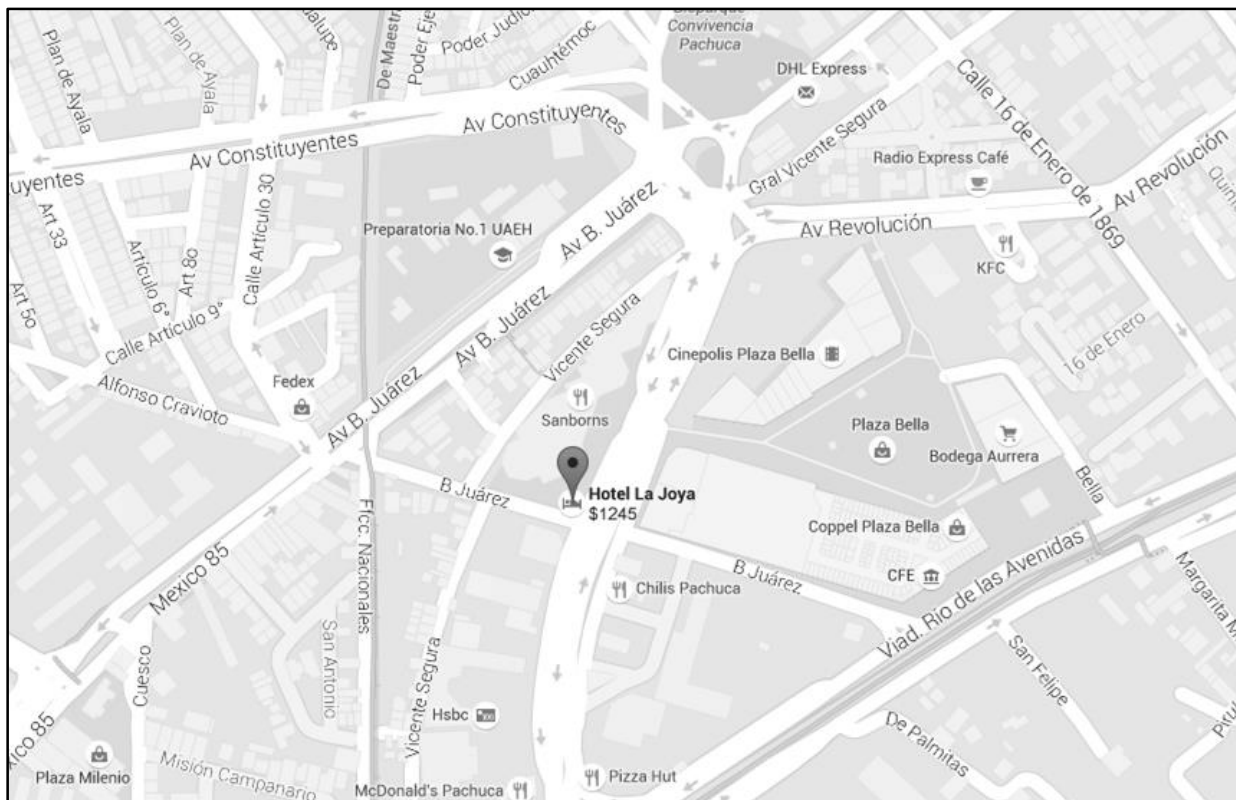 Plan de Ayala
Plan de Ayala
De Maestr
Poder Eje
Poder Judic
Cuauhtémoc
Convivencia
Pachuca
DHL Express
Calle 16 de Enero de 1869
Av Constituyentes
Av Constituyentes
uyentes
Gral Vicente Segura
Radio Express Café
Av Revolución
Av Revolución
KFC
Art 33
Artículo 6°
Art 80
Calle Artículo 30
Preparatoria No.1 UAEH
Av B. Juárez
Art 50
Calle Artículo 9°
Av B. Juárez
Vicente Segura
Cinepolis Plaza Bella
16 de Enero
Alfonso Cravioto
Fedex
Av B. Juárez
Sanborns
Plaza Bella
Bodega Aurrera
Bella
B Juárez
Hotel La Joya
$1245
Coppel Plaza Bella
CFE
Mexico 85
Ffcc. Nacionales
Chilis Pachuca
B Juárez
Viad. Rio de las Avenidas
Margarita M
San Antonio
Cuesco
Vicente Segura
San Felipe
Hsbc
De Palmitas
xico 85
Plaza Milenio
Misión Campanario
McDonald's Pachuca
Pizza Hut